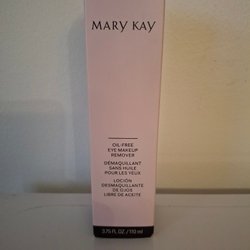 MARY KAY
OIL-FREE
EYE MAKEUP
REMOVER
DÉMAQUILLANT
SANS HUILE
POUR LES YEUX
LOCIÓN
DESMAQUILLANTE
DE OJOS
LIBRE DE ACEITE
3.75 FL. OZ. / 110 mL